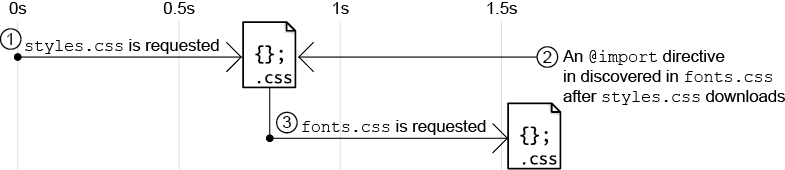 0s 0.5s 1s 1.5s
1 styles.css is requested
{};
.css
2 An @import directive
in discovered in fonts.css
after styles.css downloads
3 fonts.css is requested
{};
.css